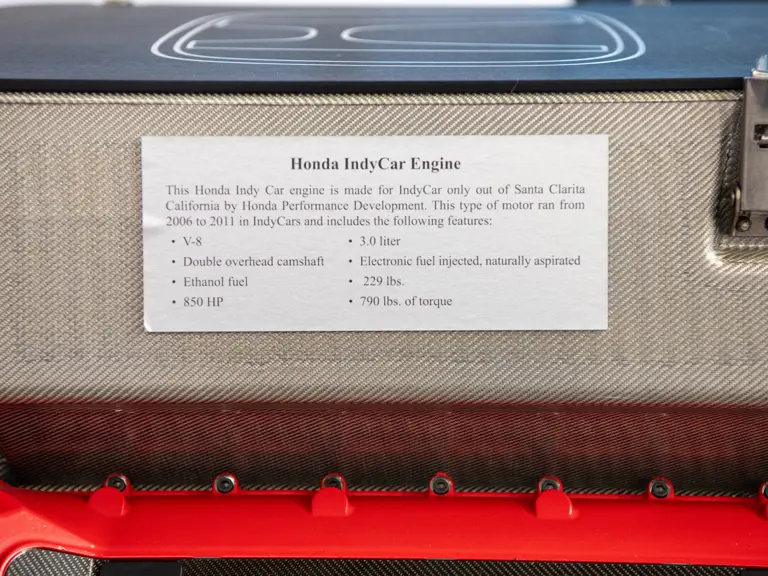 Honda IndyCar Engine
This Honda Indy Car engine is made for IndyCar only out of Santa Clarita
California by Honda Performance Development. This type of motor ran from
2006 to 2011 in IndyCars and includes the following features:
• V-8
• Double overhead camshaft
• Ethanol fuel
• 850 HP
• 3.0 liter
• Electronic fuel injected, naturally aspirated
• 229 lbs.
• 790 lbs. of torque